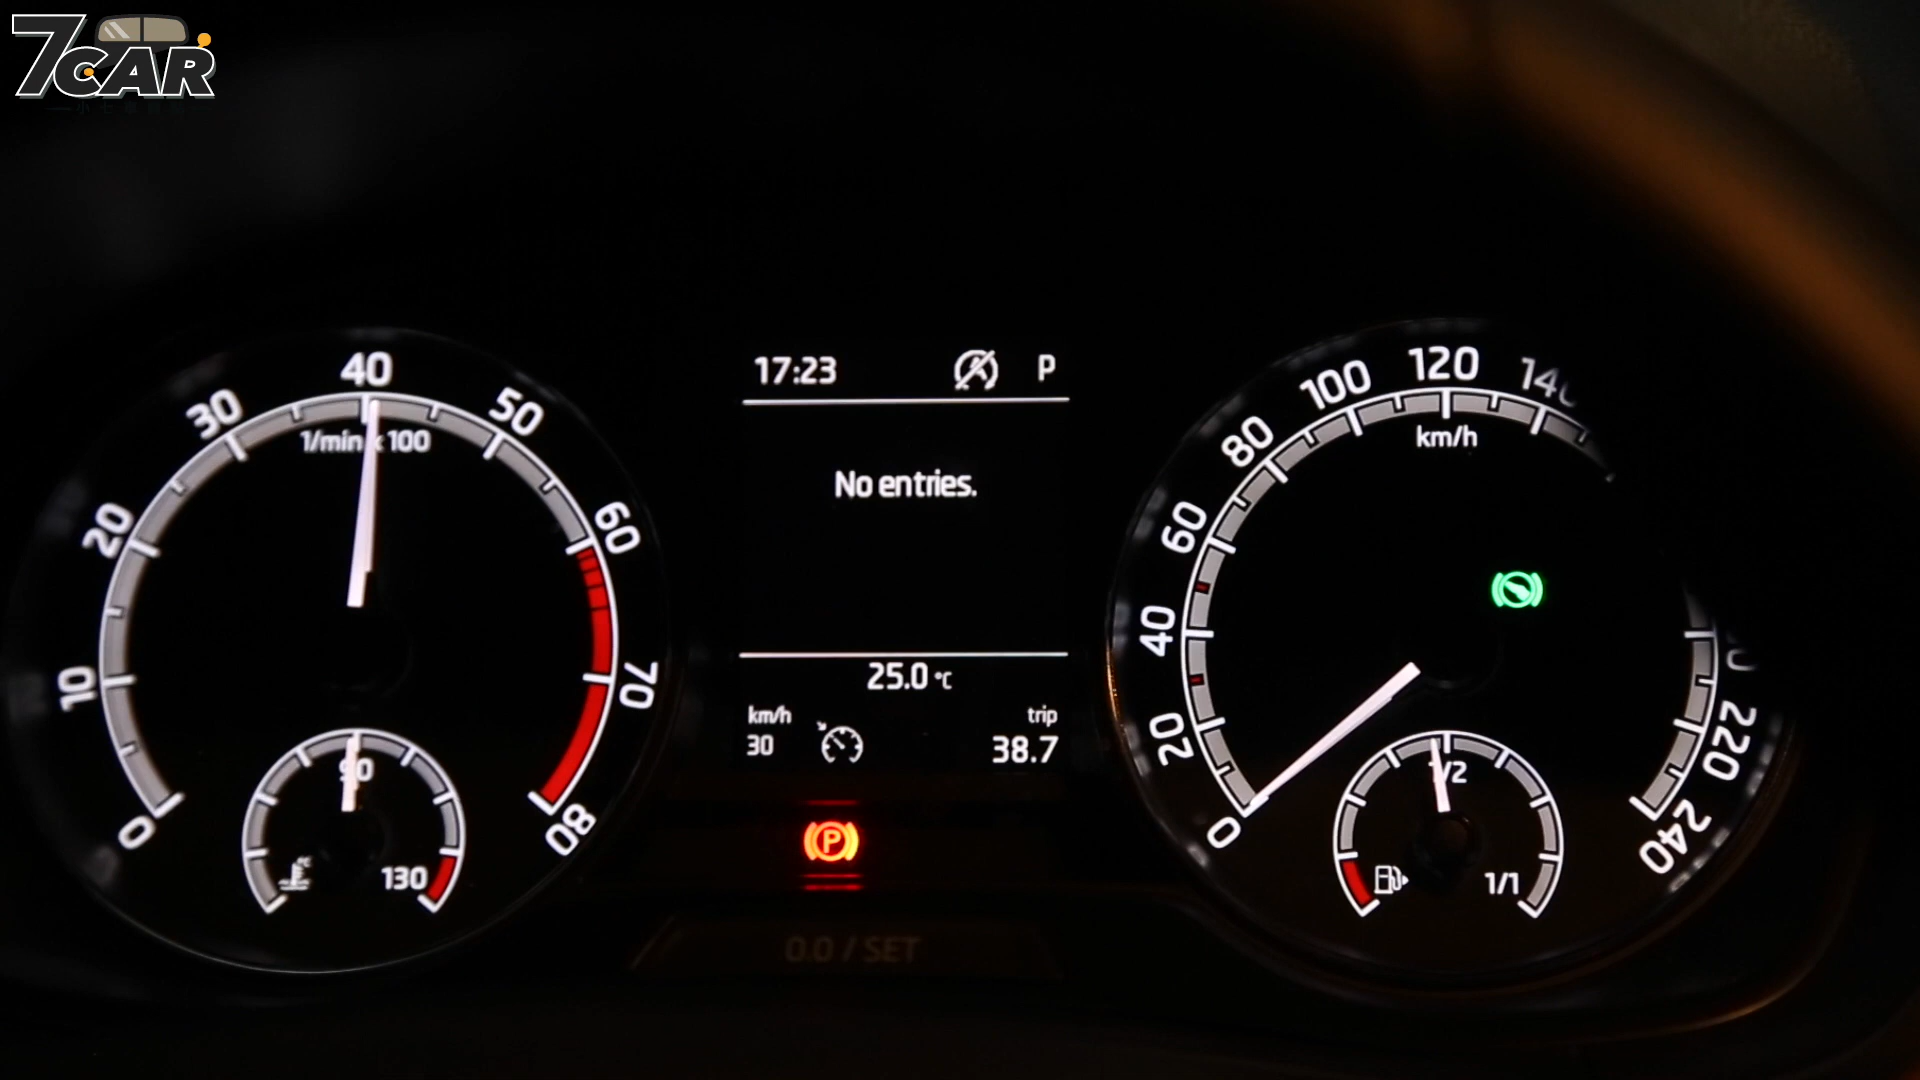 7CAR
17:23 P
No entries.
25.0 °C
km/h
30
trip
38.7
P
0.0 / SET
0
10
20
30
40
50
60
70
80
1/min x 100
90
130
0
20
40
60
80
100
120
140
220
240
km/h
1/2
1/1